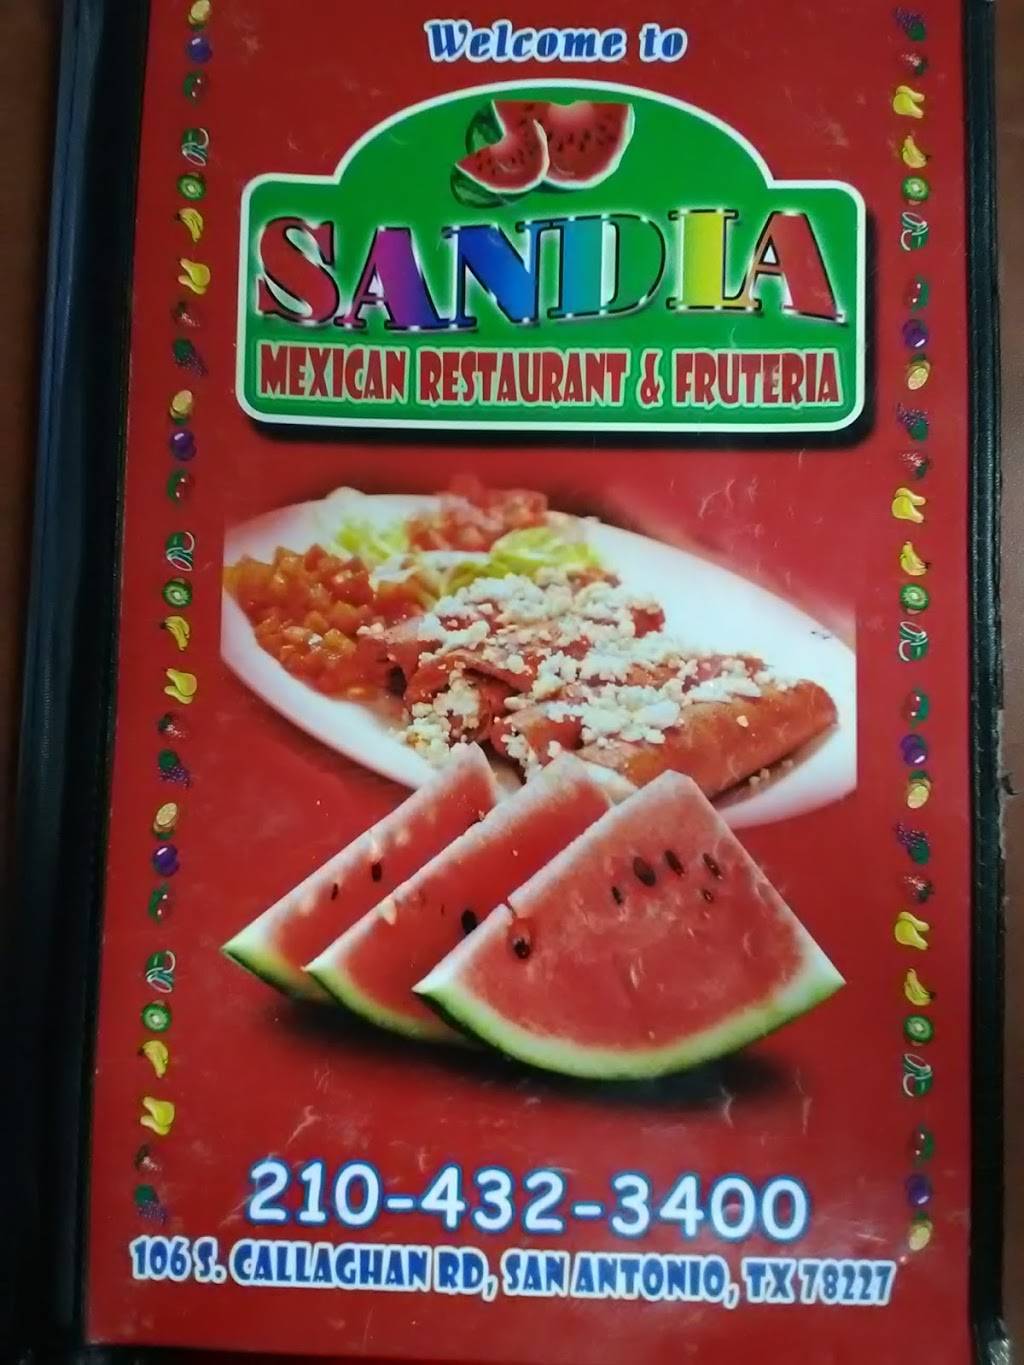 Welcome to
SANDIA
MEXICAN RESTAURANT & FRUTERIA
210-432-3400
106 S. CALLAGHAN RD, SAN ANTONIO, TX 78227